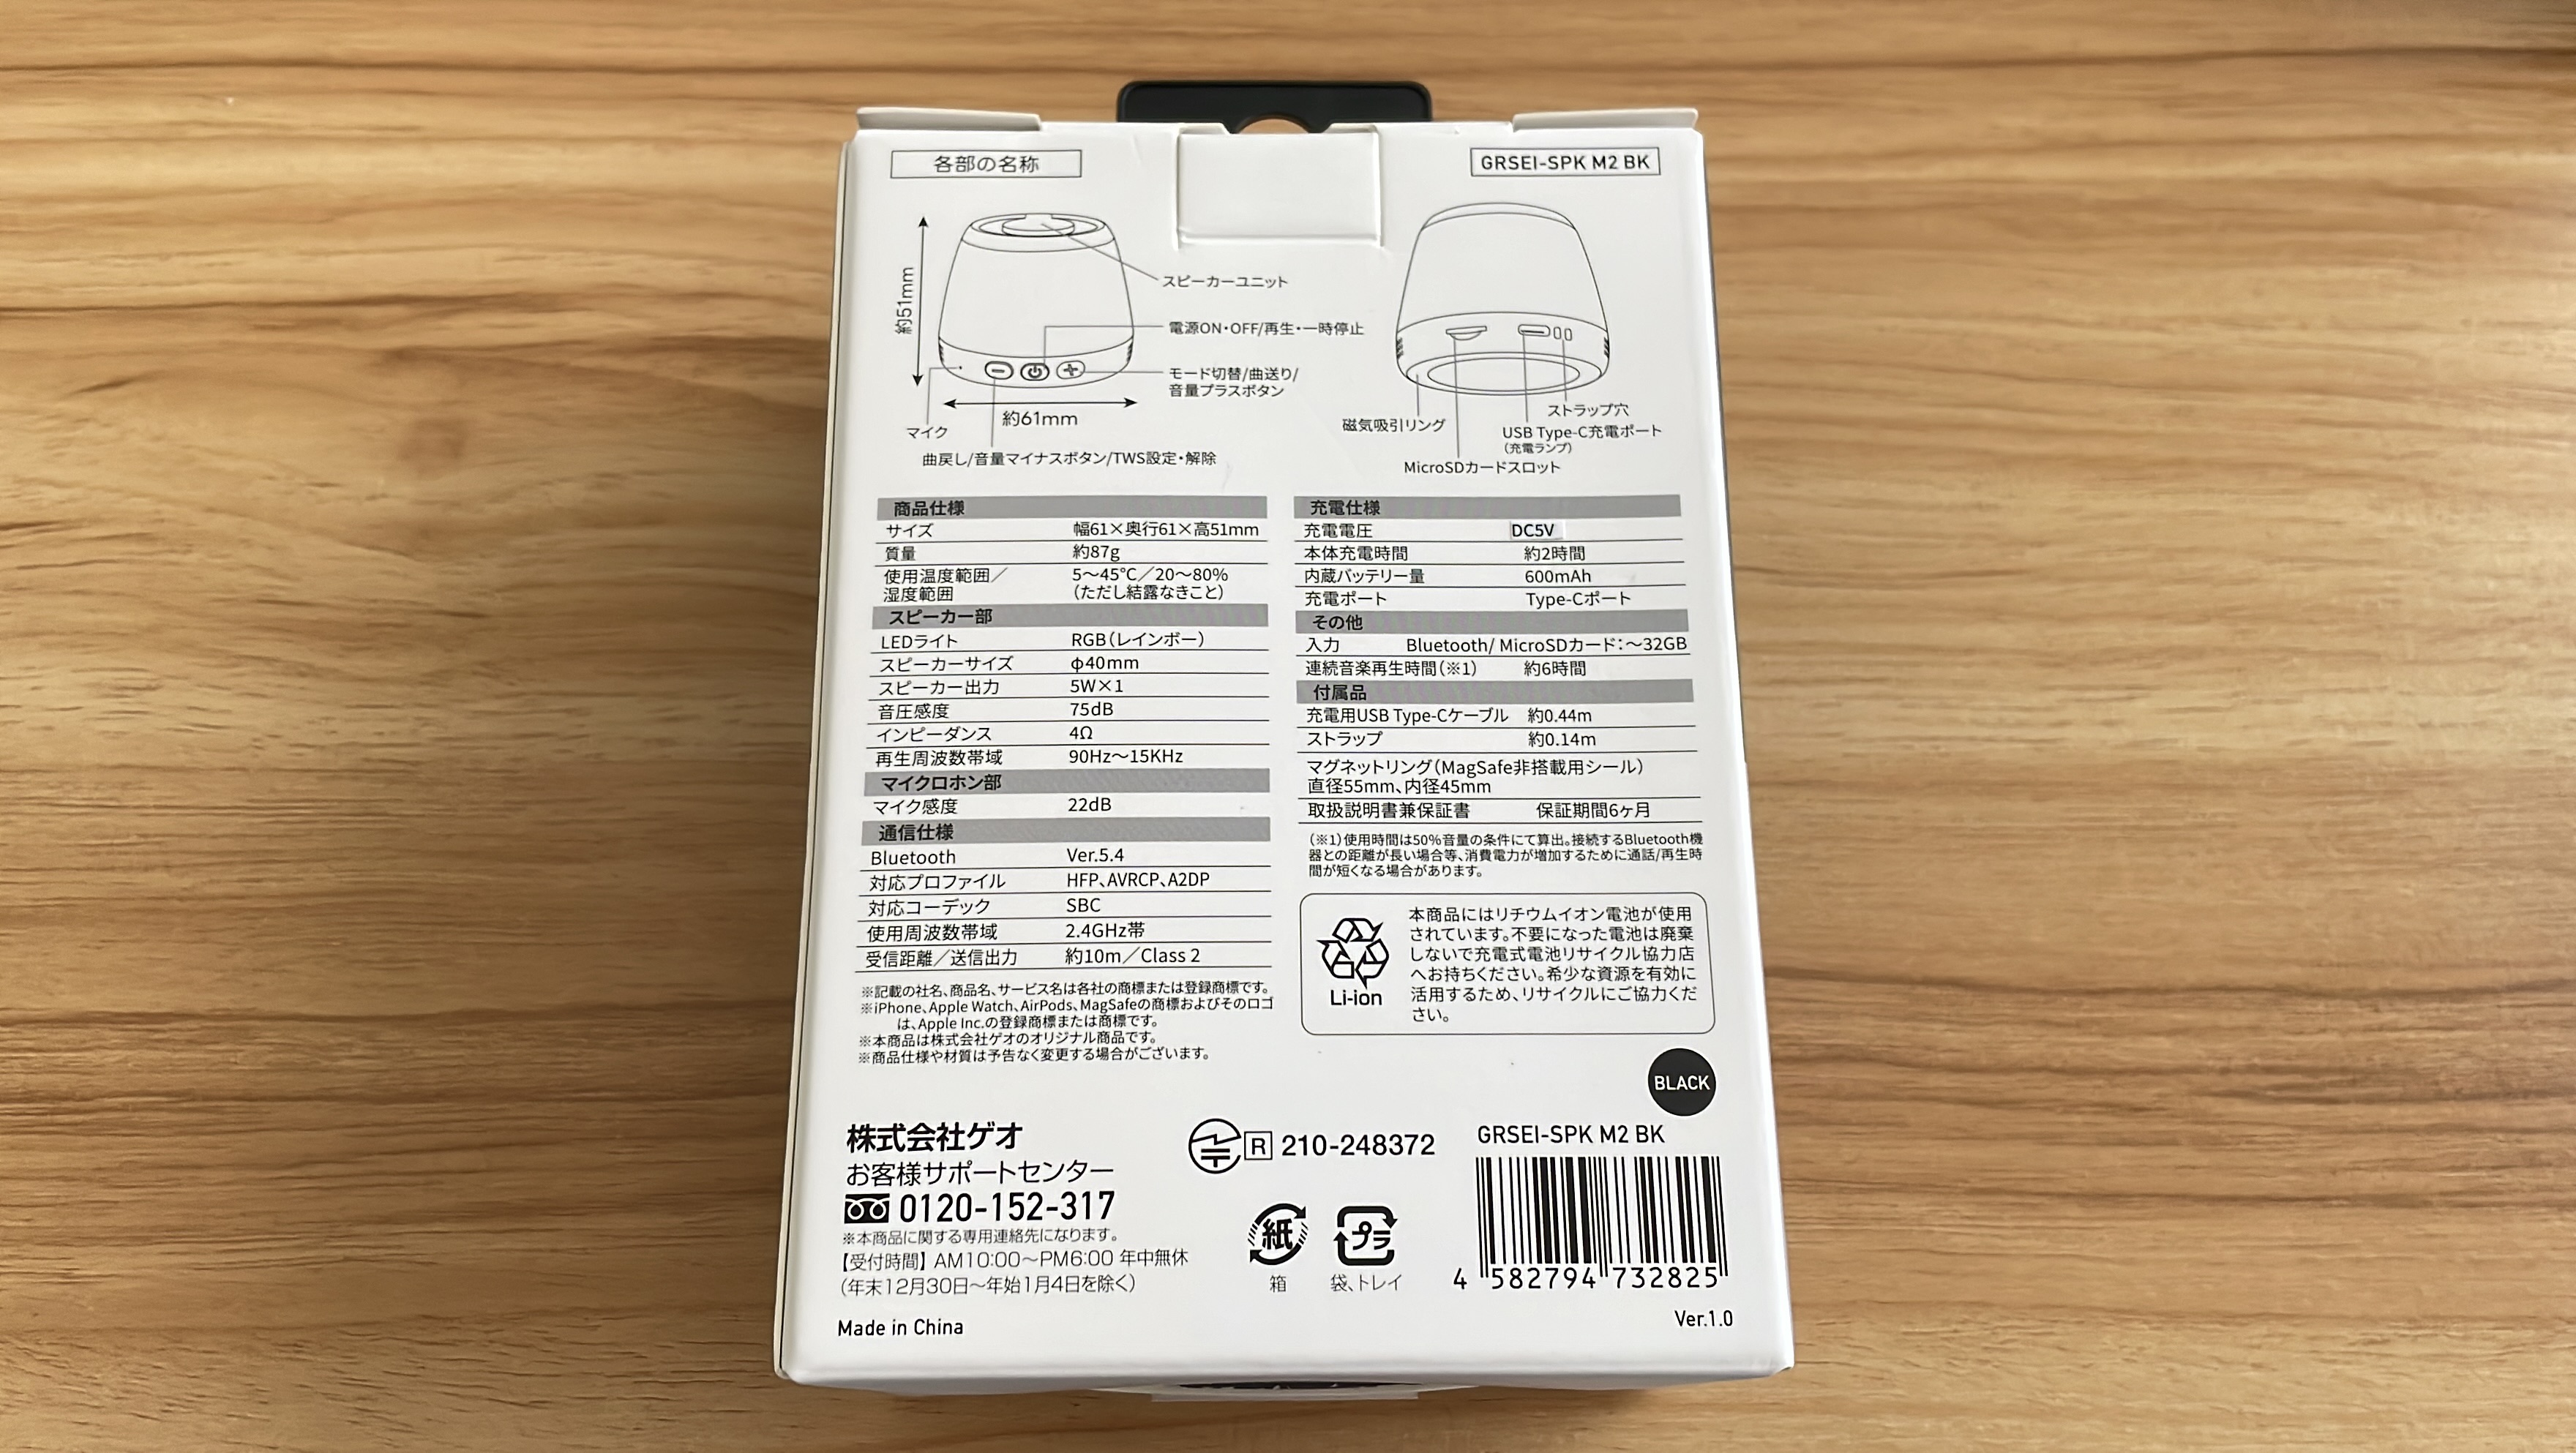 各部の名称
GRSEI-SPK M2 BK
約51mm
スピーカーユニット
電源ON・OFF/再生・一時停止
モード切替/曲送り/
音量プラスボタン
約61mm
マイク
曲戻し/音量マイナスボタン/TWS設定・解除
ストラップ穴
磁気吸引リング
USB Type-C充電ポート
（充電ランプ）
MicroSDカードスロット
商品仕様
サイズ 幅61×奥行61×高51mm
質量 約87g
使用温度範囲／ 5～45℃／20～80%
湿度範囲 （ただし結露なきこと）
スピーカー部
LEDライト RGB（レインボー）
スピーカーサイズ φ40mm
スピーカー出力 5W×1
音圧感度 75dB
インピーダンス 4Ω
再生周波数帯域 90Hz～15KHz
マイクロホン部
マイク感度 22dB
通信仕様
Bluetooth Ver.5.4
対応プロファイル HFP、AVRCP、A2DP
対応コーデック SBC
使用周波数帯域 2.4GHz帯
受信距離／送信出力 約10m／Class 2
※記載の社名、商品名、サービス名は各社の商標または登録商標です。
※iPhone、Apple Watch、AirPods、MagSafeの商標およびそのロゴ
は、Apple Inc.の登録商標または商標です。
※本商品は株式会社ゲオのオリジナル商品です。
※商品仕様や材質は予告なく変更する場合がございます。
充電仕様
充電電圧 DC5V
本体充電時間 約2時間
内蔵バッテリー量 600mAh
充電ポート Type-Cポート
その他
入力 Bluetooth/ MicroSDカード：～32GB
連続音楽再生時間（※1） 約6時間
付属品
充電用USB Type-Cケーブル 約0.44m
ストラップ 約0.14m
マグネットリング（MagSafe非搭載用シール）
直径55mm、内径45mm
取扱説明書兼保証書 保証期間6ヶ月
（※1）使用時間は50%音量の条件にて算出。接続するBluetooth機
器との距離が長い場合等、消費電力が増加するために通話/再生時
間が短くなる場合があります。
本商品にはリチウムイオン電池が使用
されています。不要になった電池は廃棄
しないで充電式電池リサイクル協力店
へお持ちください。希少な資源を有効に
活用するため、リサイクルにご協力くだ
さい。
Li-ion
BLACK
株式会社ゲオ
お客様サポートセンター
0120-152-317
※本商品に関する専用連絡先になります。
【受付時間】AM10:00～PM6:00 年中無休
（年末12月30日～年始1月4日を除く）
Made in China
R 210-248372
紙
箱
プラ
袋、トレイ
GRSEI-SPK M2 BK
4 582794 732825
Ver.1.0